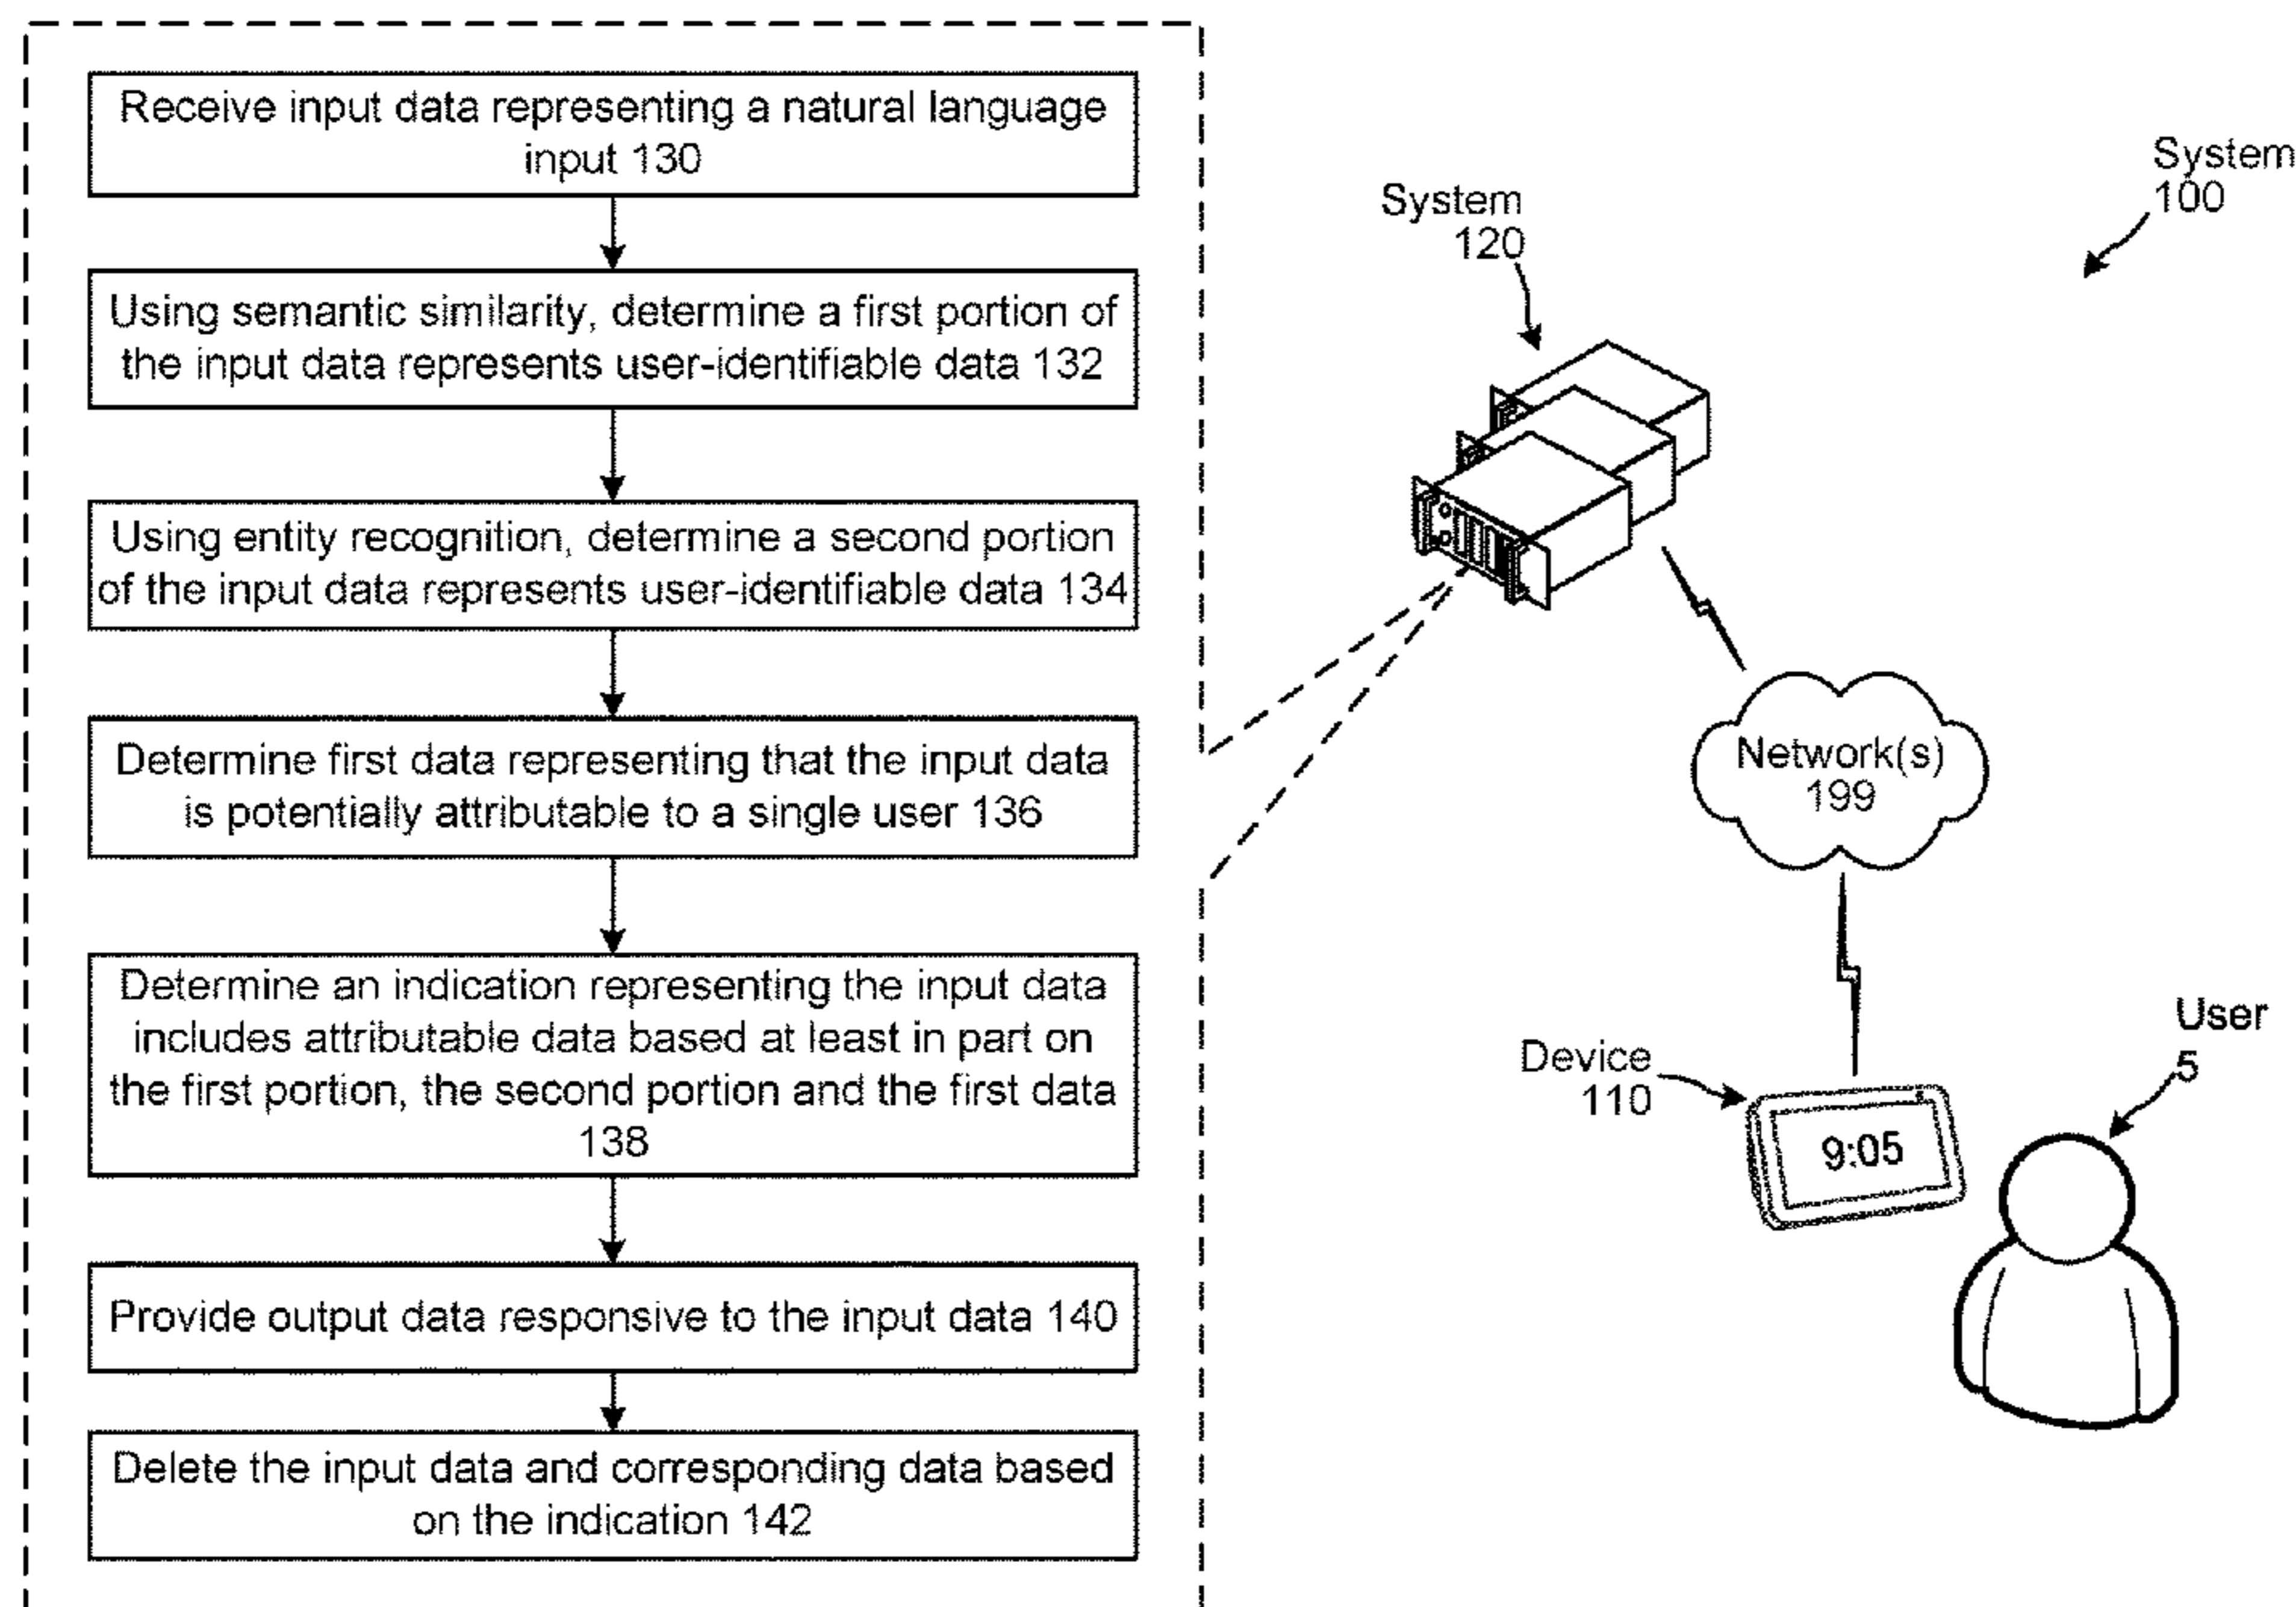 Receive input data representing a natural language
input 130
Using semantic similarity, determine a first portion of
the input data represents user-identifiable data 132
Using entity recognition, determine a second portion
of the input data represents user-identifiable data 134
Determine first data representing that the input data
is potentially attributable to a single user 136
Determine an indication representing the input data
includes attributable data based at least in part on
the first portion, the second portion and the first data
138
Provide output data responsive to the input data 140
Delete the input data and corresponding data based
on the indication 142
System
100
System
120
Network(s)
199
Device
110
9:05
User
5